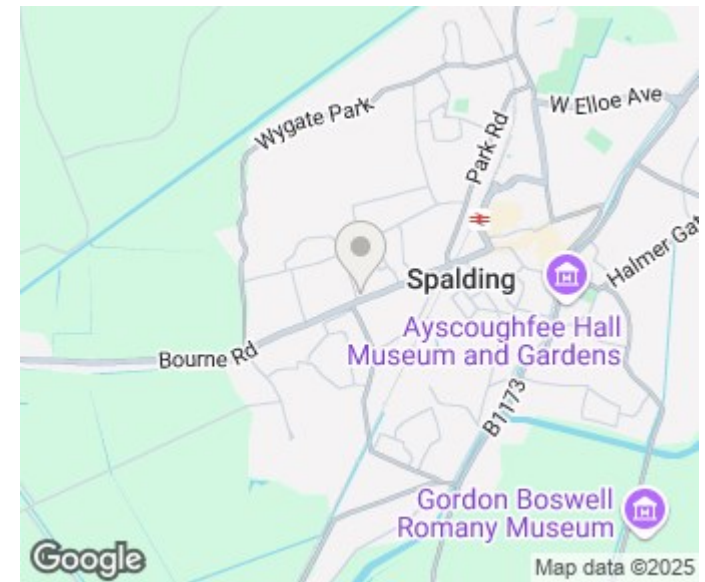 W Elloe Ave
Wygate Park
Park Rd
Halmer Gat
Spalding
Ayscoughfee Hall
Museum and Gardens
Bourne Rd
B1173
Gordon Boswell
Romany Museum
Google
Map data ©2025